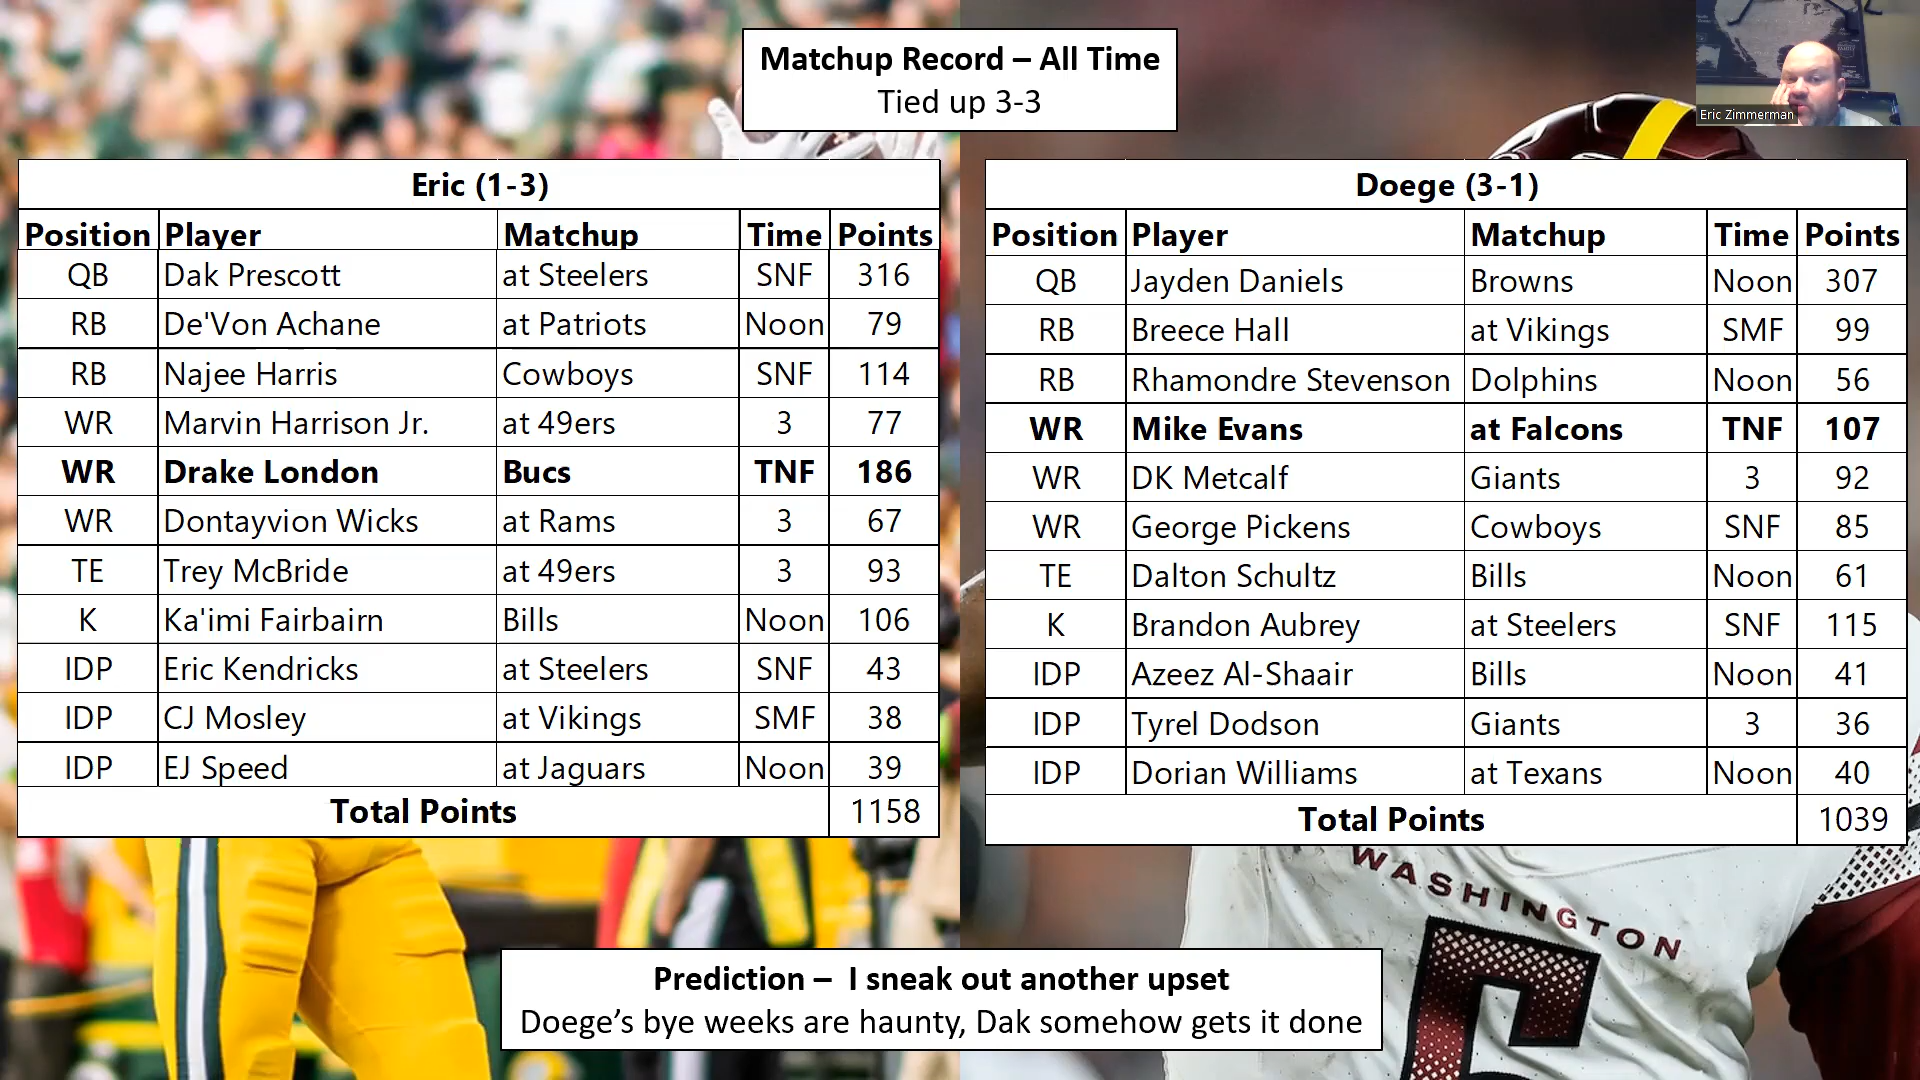 Matchup Record – All Time
Tied up 3-3
Eric Zimmerman
Eric (1-3)
Position Player Matchup Time Points
QB Dak Prescott at Steelers SNF 316
RB De'Von Achane at Patriots Noon 79
RB Najee Harris Cowboys SNF 114
WR Marvin Harrison Jr. at 49ers 3 77
WR Drake London Bucs TNF 186
WR Dontayvion Wicks at Rams 3 67
TE Trey McBride at 49ers 3 93
K Ka'imi Fairbairn Bills Noon 106
IDP Eric Kendricks at Steelers SNF 43
IDP CJ Mosley at Vikings SMF 38
IDP EJ Speed at Jaguars Noon 39
Total Points 1158
Doege (3-1)
Position Player Matchup Time Points
QB Jayden Daniels Browns Noon 307
RB Breece Hall at Vikings SMF 99
RB Rhamondre Stevenson Dolphins Noon 56
WR Mike Evans at Falcons TNF 107
WR DK Metcalf Giants 3 92
WR George Pickens Cowboys SNF 85
TE Dalton Schultz Bills Noon 61
K Brandon Aubrey at Steelers SNF 115
IDP Azeez Al-Shaair Bills Noon 41
IDP Tyrel Dodson Giants 3 36
IDP Dorian Williams at Texans Noon 40
Total Points 1039
WASHINGTON
5
Prediction – I sneak out another upset
Doege’s bye weeks are haunty, Dak somehow gets it done